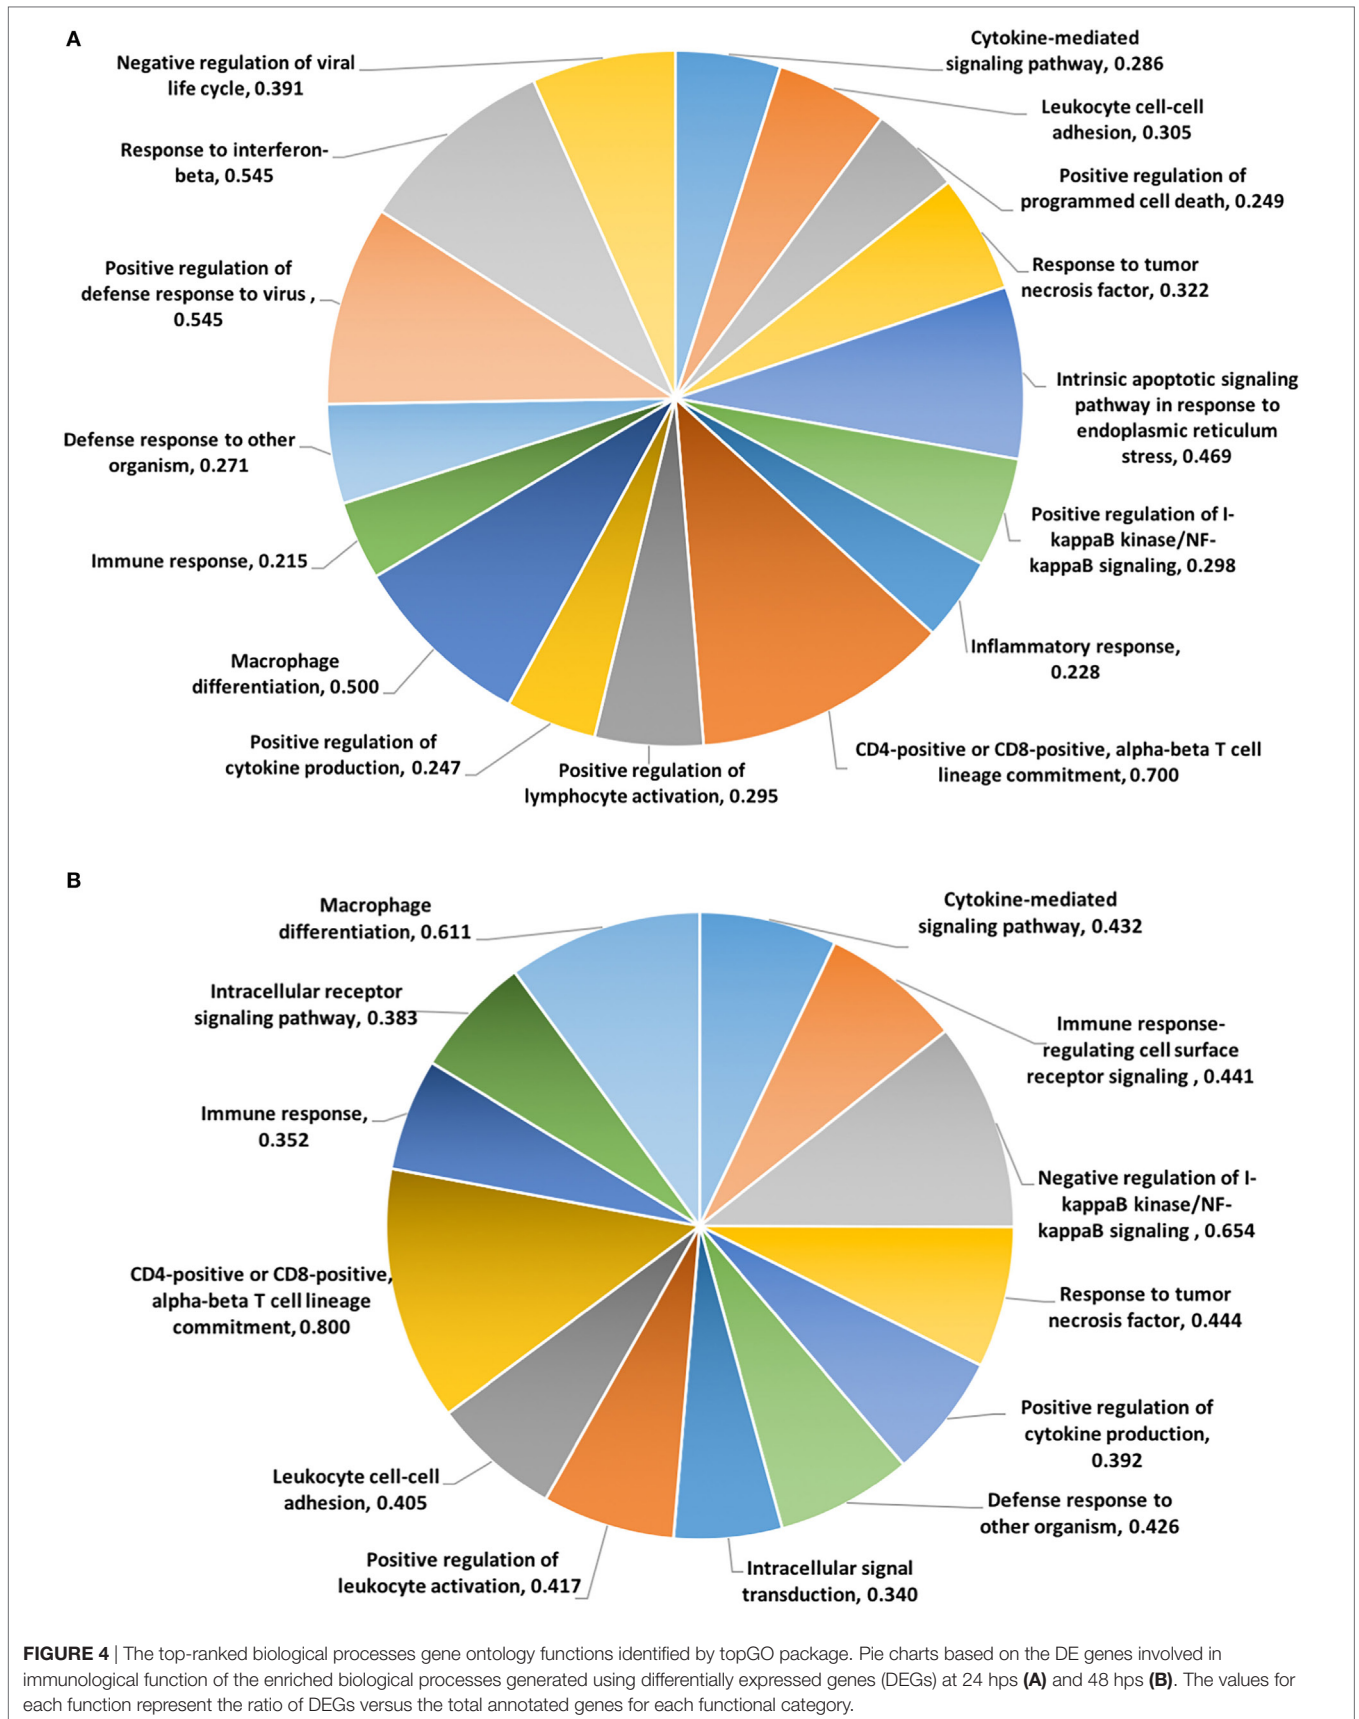 A
Cytokine-mediated
signaling pathway, 0.286
Leukocyte cell-cell
adhesion, 0.305
Positive regulation of
programmed cell death, 0.249
Response to tumor
necrosis factor, 0.322
Intrinsic apoptotic signaling
pathway in response to
endoplasmic reticulum
stress, 0.469
Positive regulation of I-
kappaB kinase/NF-
kappaB signaling, 0.298
Inflammatory response,
0.228
CD4-positive or CD8-positive, alpha-beta T cell
lineage commitment, 0.700
Positive regulation of
lymphocyte activation, 0.295
Positive regulation of
cytokine production, 0.247
Macrophage
differentiation, 0.500
Immune response, 0.215
Defense response to other
organism, 0.271
Positive regulation of
defense response to virus ,
0.545
Response to interferon-
beta, 0.545
Negative regulation of viral
life cycle, 0.391
B
Cytokine-mediated
signaling pathway, 0.432
Immune response-
regulating cell surface
receptor signaling , 0.441
Negative regulation of I-
kappaB kinase/NF-
kappaB signaling , 0.654
Response to tumor
necrosis factor, 0.444
Positive regulation of
cytokine production,
0.392
Defense response to
other organism, 0.426
Intracellular signal
transduction, 0.340
Positive regulation of
leukocyte activation, 0.417
Leukocyte cell-cell
adhesion, 0.405
CD4-positive or CD8-positive,
alpha-beta T cell lineage
commitment, 0.800
Immune response,
0.352
Intracellular receptor
signaling pathway, 0.383
Macrophage
differentiation, 0.611
FIGURE 4 | The top-ranked biological processes gene ontology functions identified by topGO package. Pie charts based on the DE genes involved in
immunological function of the enriched biological processes generated using differentially expressed genes (DEGs) at 24 hps (A) and 48 hps (B). The values for
each function represent the ratio of DEGs versus the total annotated genes for each functional category.